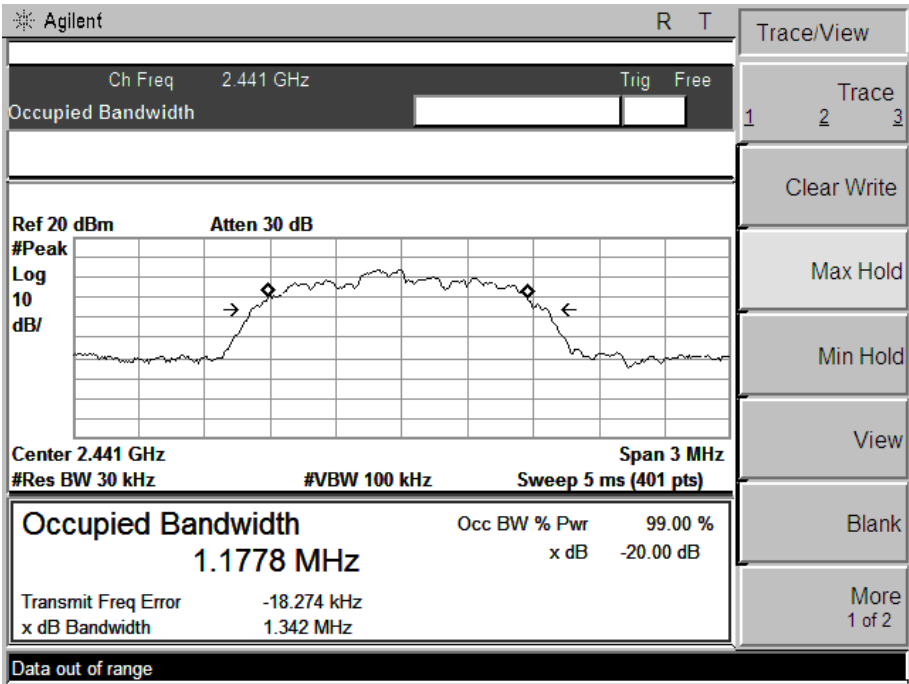 Agilent R T
Ch Freq 2.441 GHz Trig Free
Occupied Bandwidth
Ref 20 dBm Atten 30 dB
#Peak
Log
10
dB/
Center 2.441 GHz Span 3 MHz
#Res BW 30 kHz #VBW 100 kHz Sweep 5 ms (401 pts)
Occupied Bandwidth
1.1778 MHz
Occ BW % Pwr 99.00 %
x dB -20.00 dB
Transmit Freq Error -18.274 kHz
x dB Bandwidth 1.342 MHz
Data out of range
Trace/View
Trace
1 2 3
Clear Write
Max Hold
Min Hold
View
Blank
More
1 of 2